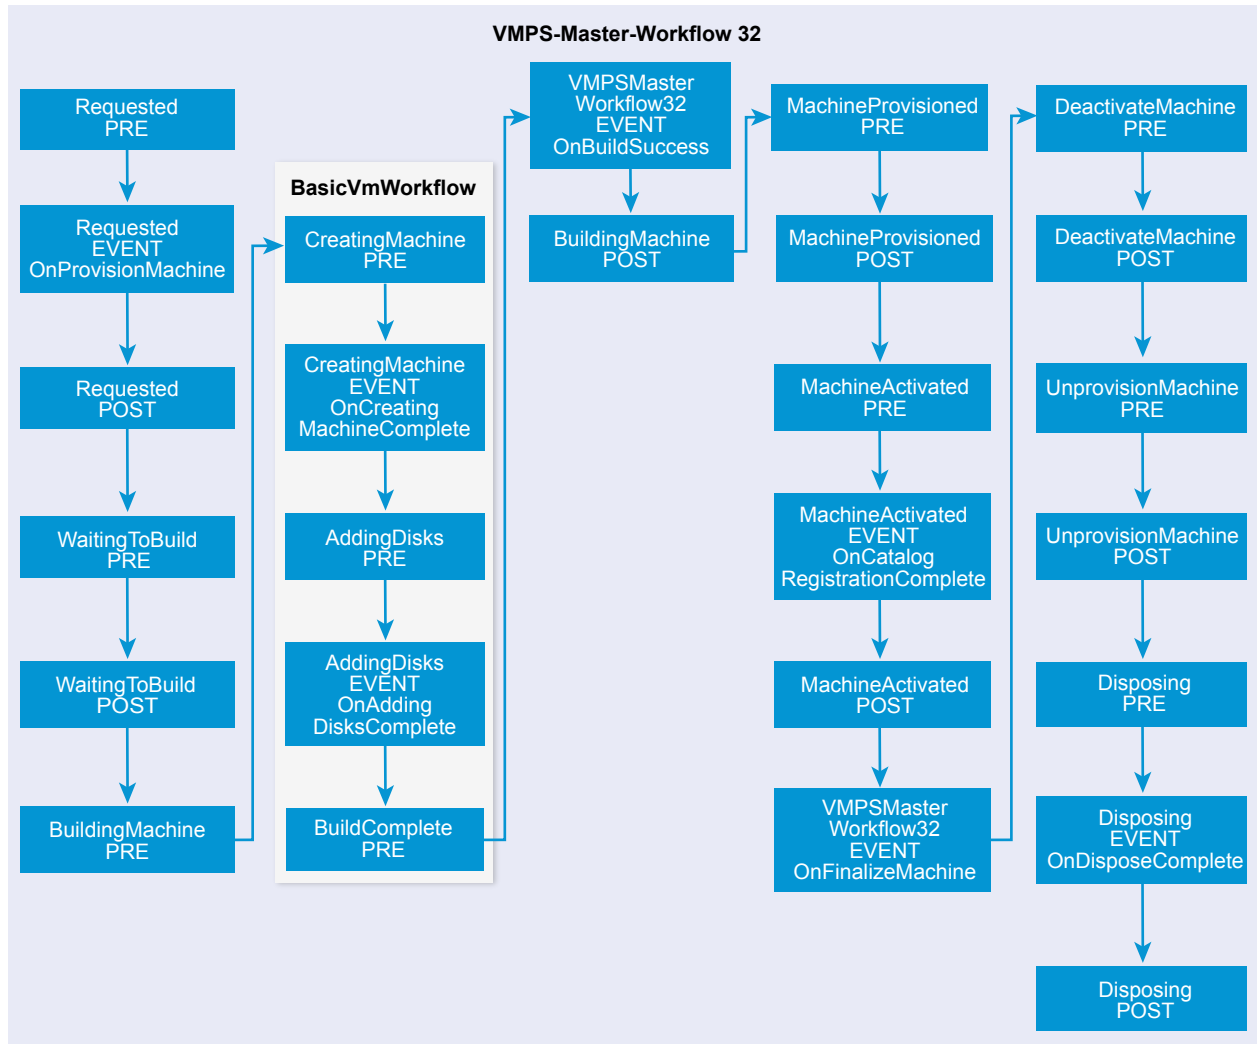 VMPS-Master-Workflow 32
Requested
PRE
Requested
EVENT
OnProvisionMachine
Requested
POST
WaitingToBuild
PRE
WaitingToBuild
POST
BuildingMachine
PRE
BasicVmWorkflow
CreatingMachine
PRE
CreatingMachine
EVENT
OnCreating
MachineComplete
AddingDisks
PRE
AddingDisks
EVENT
OnAdding
DisksComplete
BuildComplete
PRE
VMPSMaster
Workflow32
EVENT
OnBuildSuccess
BuildingMachine
POST
MachineProvisioned
PRE
MachineProvisioned
POST
MachineActivated
PRE
MachineActivated
EVENT
OnCatalog
RegistrationComplete
MachineActivated
POST
VMPSMaster
Workflow32
EVENT
OnFinalizeMachine
DeactivateMachine
PRE
DeactivateMachine
POST
UnprovisionMachine
PRE
UnprovisionMachine
POST
Disposing
PRE
Disposing
EVENT
OnDisposeComplete
Disposing
POST